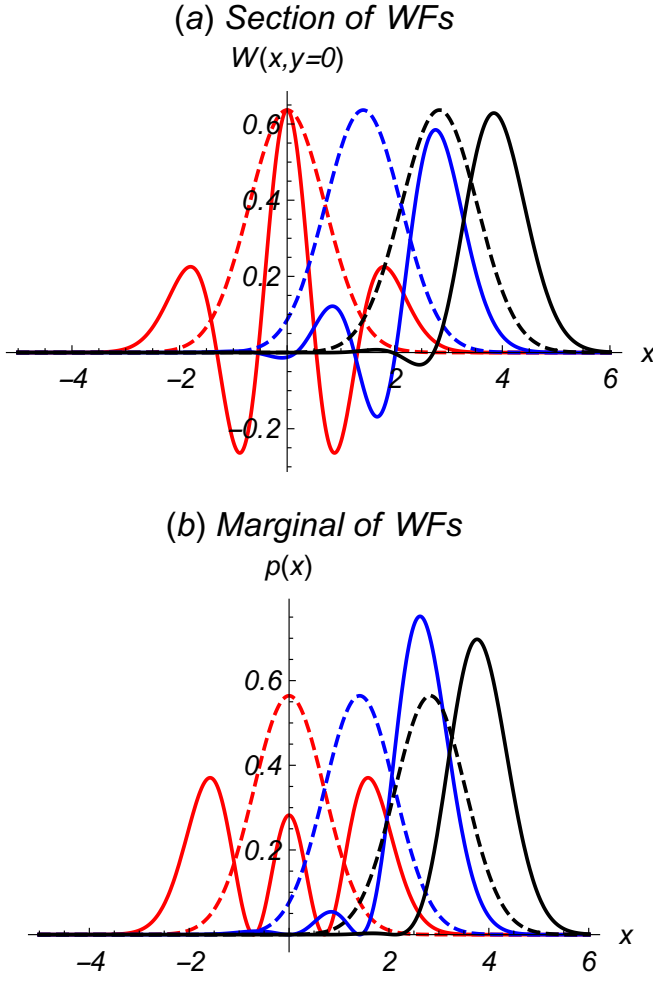 (a) Section of WFs
W(x,y=0)
0.6
0.4
0.2
−4 −2 2 4 6 x
−0.2
(b) Marginal of WFs
p(x)
0.6
0.4
0.2
−4 −2 2 4 6 x